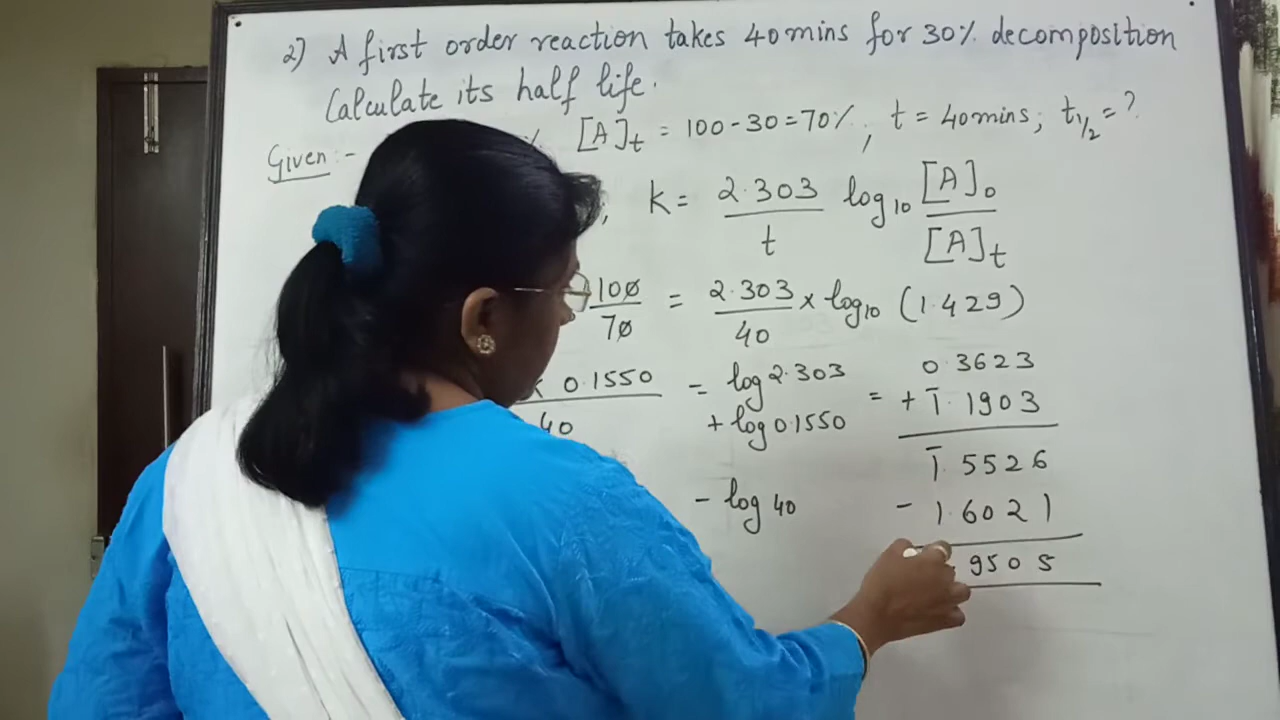 2) A first order reaction takes 40 mins for 30% decomposition
Calculate its half life.
Given :- % [A]t = 100 - 30 = 70%, t = 40 mins; t1/2 = ?
; k = 2.303/t log10 [A]0/[A]t
100/70 = 2.303/40 × log10 (1.429)
× 0.1550/40 = log 2.303 + log 0.1550 = 0.3623 + 1̅.1903
1̅.5526
- log 40 - 1.6021
9505